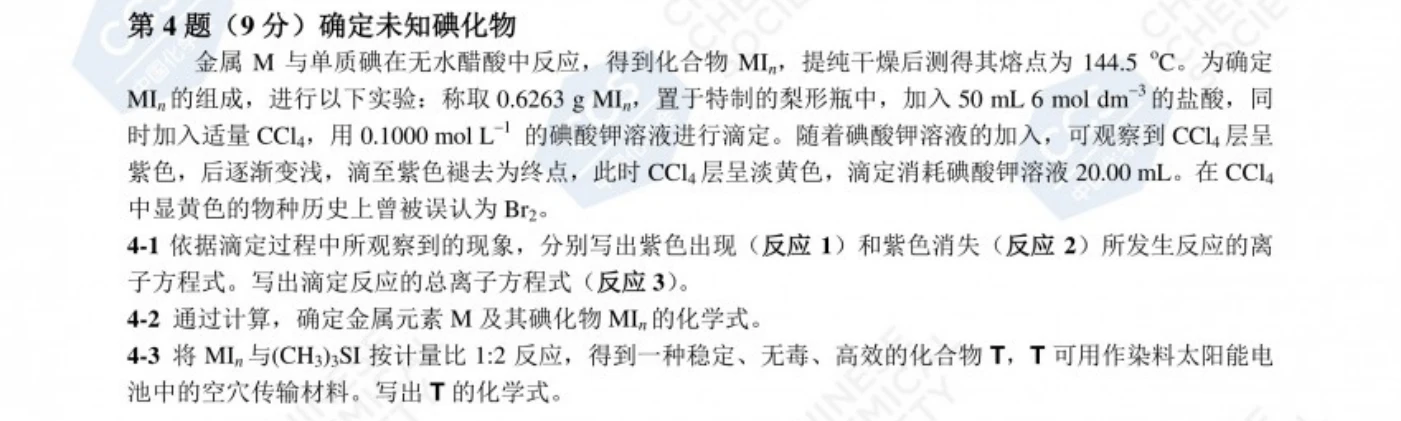 第 4 题（9 分）确定未知碘化物
金属 M 与单质碘在无水醋酸中反应，得到化合物 MIn，提纯干燥后测得其熔点为 144.5 °C。为确定
MIn 的组成，进行以下实验：称取 0.6263 g MIn，置于特制的梨形瓶中，加入 50 mL 6 mol dm⁻³ 的盐酸，同
时加入适量 CCl₄，用 0.1000 mol L⁻¹ 的碘酸钾溶液进行滴定。随着碘酸钾溶液的加入，可观察到 CCl₄ 层呈
紫色，后逐渐变浅，滴至紫色褪去为终点，此时 CCl₄ 层呈淡黄色，滴定消耗碘酸钾溶液 20.00 mL。在 CCl₄
中显黄色的物种历史上曾被误认为 Br₂。
4-1 依据滴定过程中所观察到的现象，分别写出紫色出现（反应 1）和紫色消失（反应 2）所发生反应的离
子方程式。写出滴定反应的总离子方程式（反应 3）。
4-2 通过计算，确定金属元素 M 及其碘化物 MIn 的化学式。
4-3 将 MIn 与(CH₃)₃SI 按计量比 1:2 反应，得到一种稳定、无毒、高效的化合物 T，T 可用作染料太阳能电
池中的空穴传输材料。写出 T 的化学式。